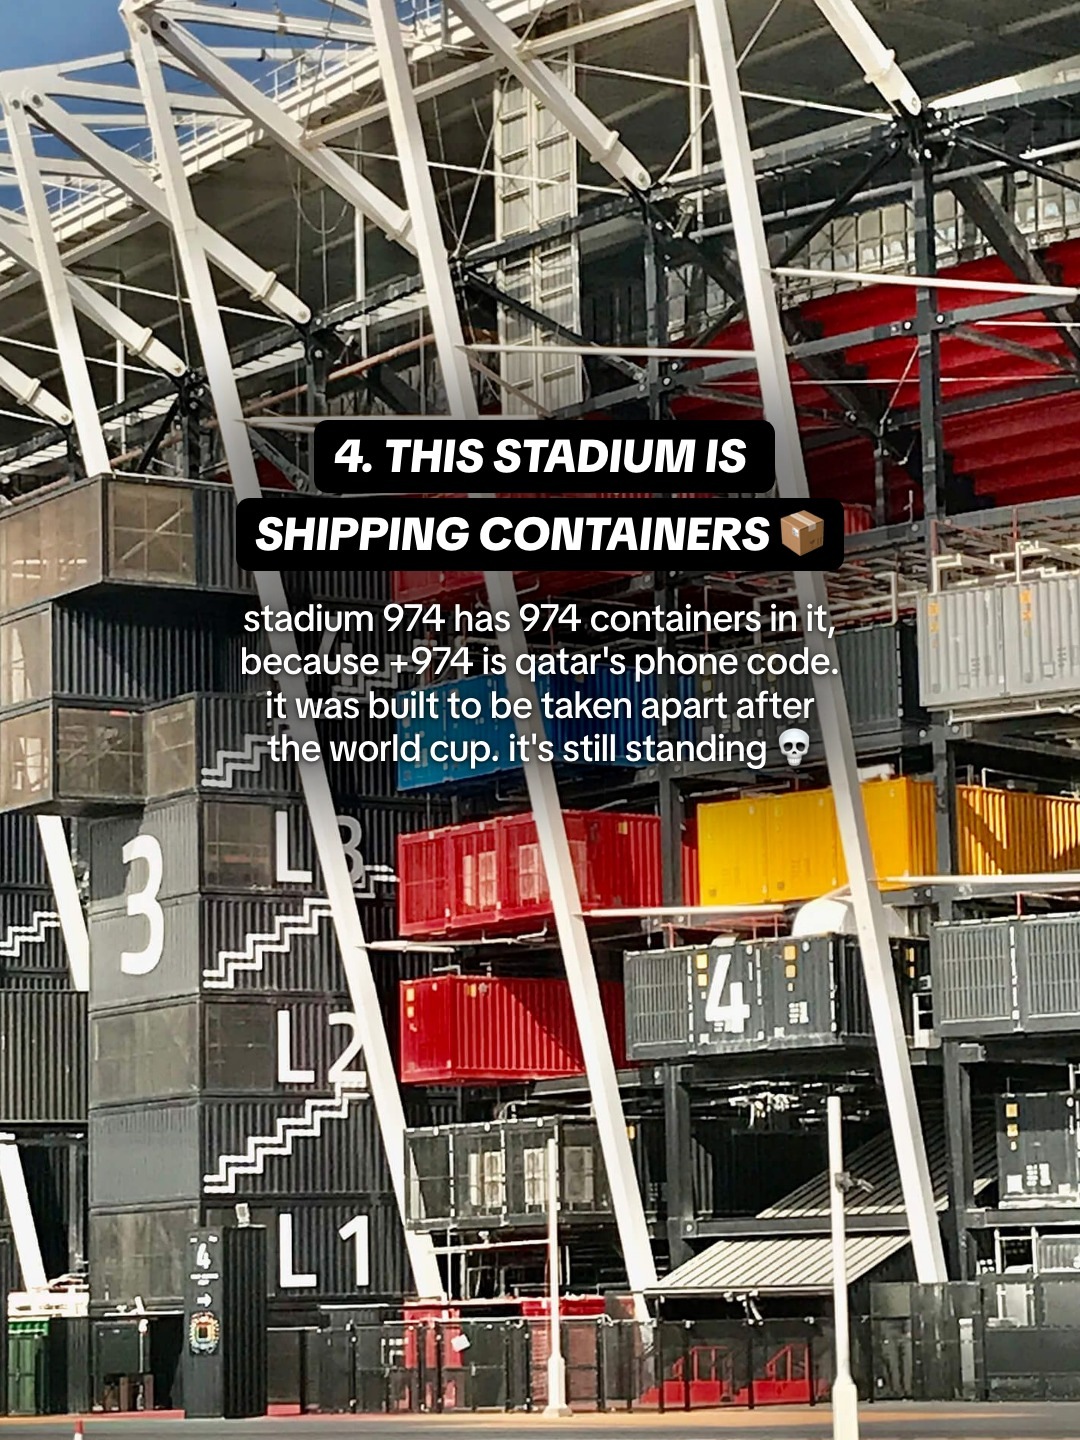 4. THIS STADIUM IS
SHIPPING CONTAINERS 📦
stadium 974 has 974 containers in it,
because +974 is qatar's phone code.
it was built to be taken apart after
the world cup. it's still standing 💀
3
L3
4
L2
L1
4